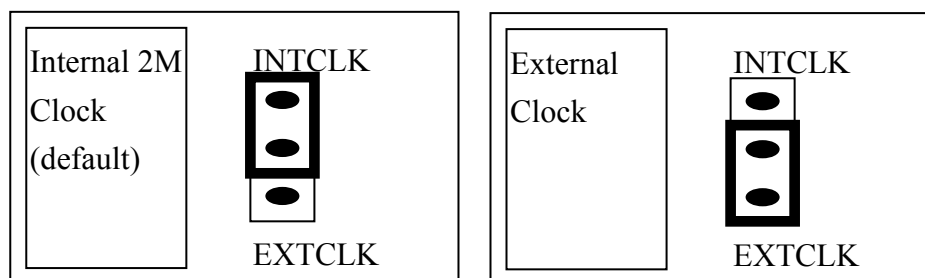 Internal 2M
Clock
(default)
INTCLK
EXTCLK
External
Clock
INTCLK
EXTCLK